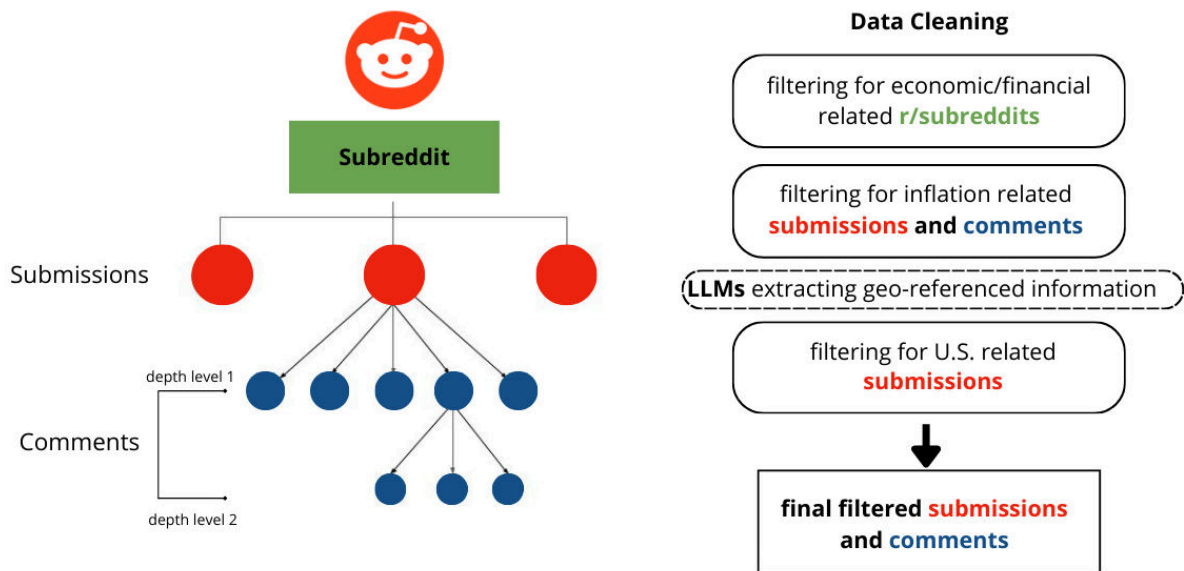 Subreddit
Submissions
depth level 1
Comments
depth level 2
Data Cleaning
filtering for economic/financial
related r/subreddits
filtering for inflation related
submissions and comments
LLMs extracting geo-referenced information
filtering for U.S. related
submissions
final filtered submissions
and comments